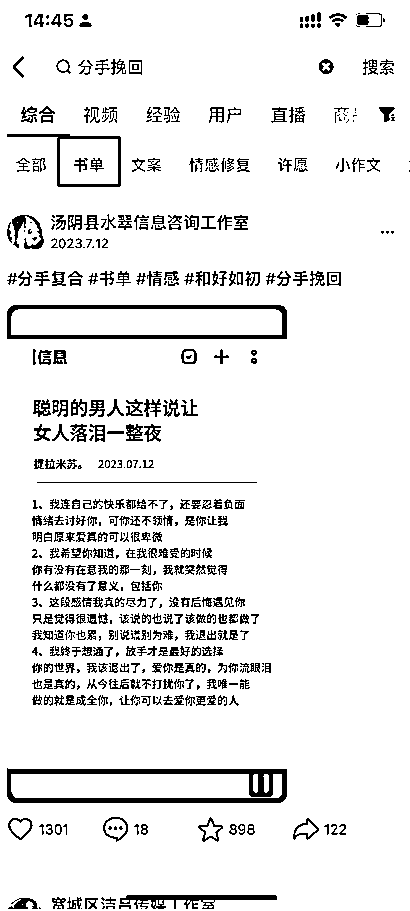 14:45
分手挽回
搜索
综合 视频 经验 用户 直播 商
全部 书单 文案 情感修复 许愿 小作文
汤阴县水翠信息咨询工作室
2023.7.12
#分手复合 #书单 #情感 #和好如初 #分手挽回
信息
聪明的男人这样说让
女人落泪一整夜
提拉米苏。 2023.07.12
1、我连自己的快乐都给不了，还要忍着负面
情绪去讨好你，可你还不领情，是你让我
明白原来爱真的可以很卑微
2、我希望你知道，在我很难受的时候
你有没有在意我的那一刻，我就突然觉得
什么都没有了意义，包括你
3、这段感情我真的尽力了，没有后悔遇见你
只是觉得很遗憾，该说的也说了该做的也都做了
我知道你也累，别说谎别为难，我退出就是了
4、我终于想通了，放手才是最好的选择
你的世界，我该退出了，爱你是真的，为你流眼泪
也是真的，从今往后就不打扰你了，我唯一能
做的就是成全你，让你可以去爱你更爱的人
1301 18 898 122
宽城区洁吕传媒工作室